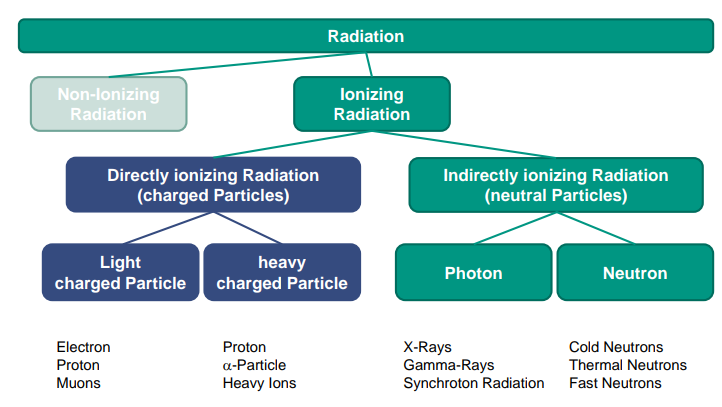 Radiation
Non-Ionizing
Radiation
Ionizing
Radiation
Directly ionizing Radiation
(charged Particles)
Indirectly ionizing Radiation
(neutral Particles)
Light
charged Particle
heavy
charged Particle
Photon
Neutron
Electron
Proton
Muons
Proton
α-Particle
Heavy Ions
X-Rays
Gamma-Rays
Synchroton Radiation
Cold Neutrons
Thermal Neutrons
Fast Neutrons